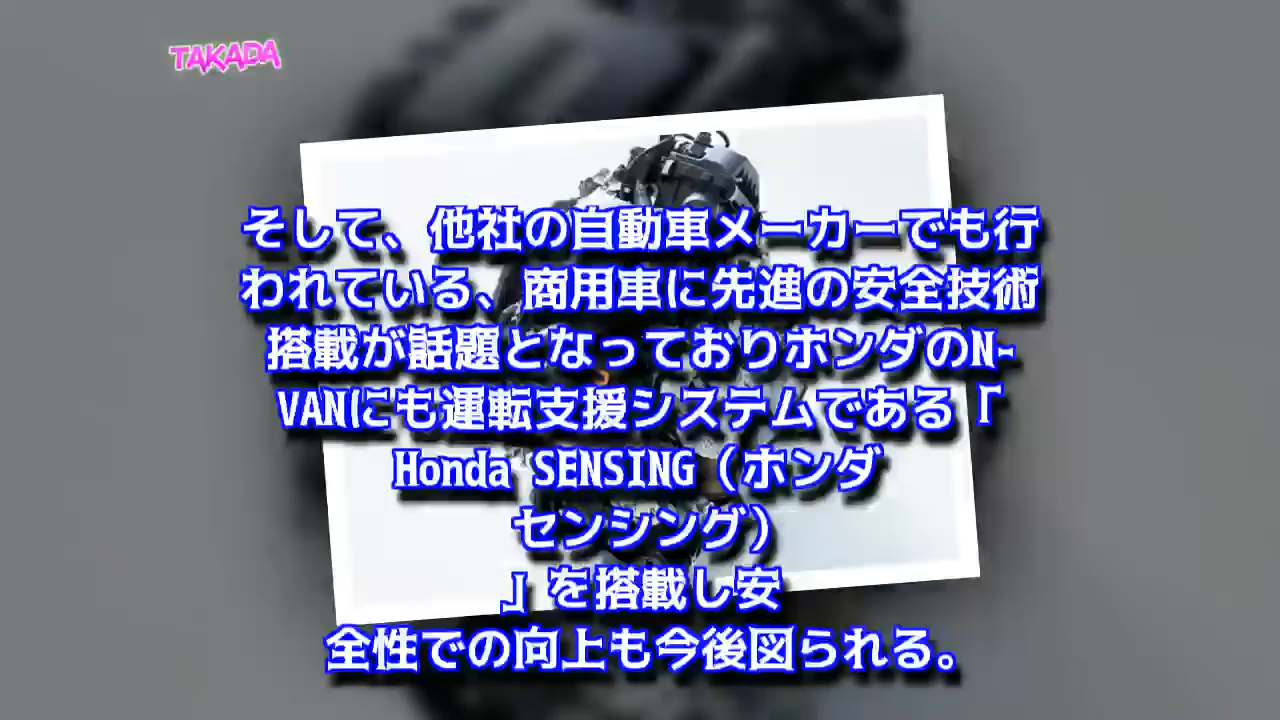 TAKADA
そして、他社の自動車メーカーでも行
われている、商用車に先進の安全技術
搭載が話題となっておりホンダのN-
VANにも運転支援システムである「
Honda SENSING（ホンダ
センシング）
」を搭載し安
全性での向上も今後図られる。